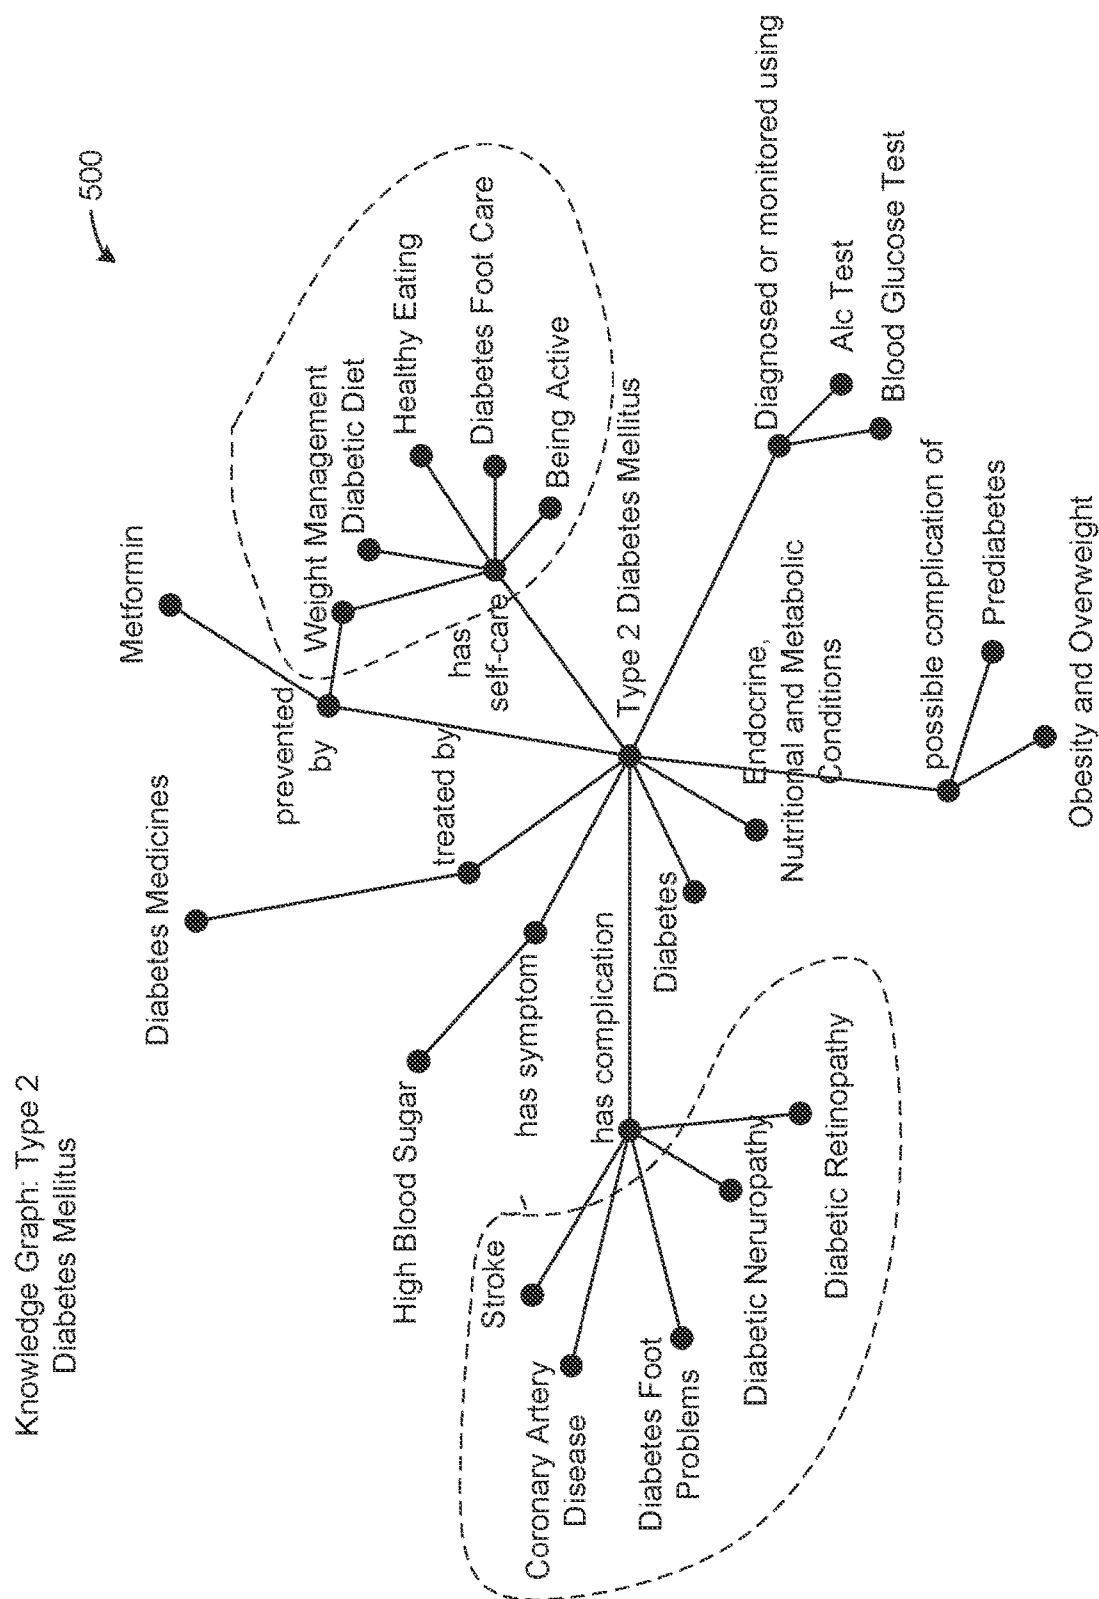 Knowledge Graph: Type 2
Diabetes Mellitus
500
Diabetes Medicines
Metformin
prevented
by
Weight Management
Diabetic Diet
Healthy Eating
Diabetes Foot Care
Being Active
has
self-care
treated by
High Blood Sugar
has symptom
has complication
Stroke
Coronary Artery
Disease
Diabetes Foot
Problems
Diabetic Neruropathy
Diabetic Retinopathy
Type 2 Diabetes Mellitus
Diabetes
Endocrine,
Nutritional and Metabolic
Conditions
Diagnosed or monitored using
Alc Test
Blood Glucose Test
possible complication of
Prediabetes
Obesity and Overweight